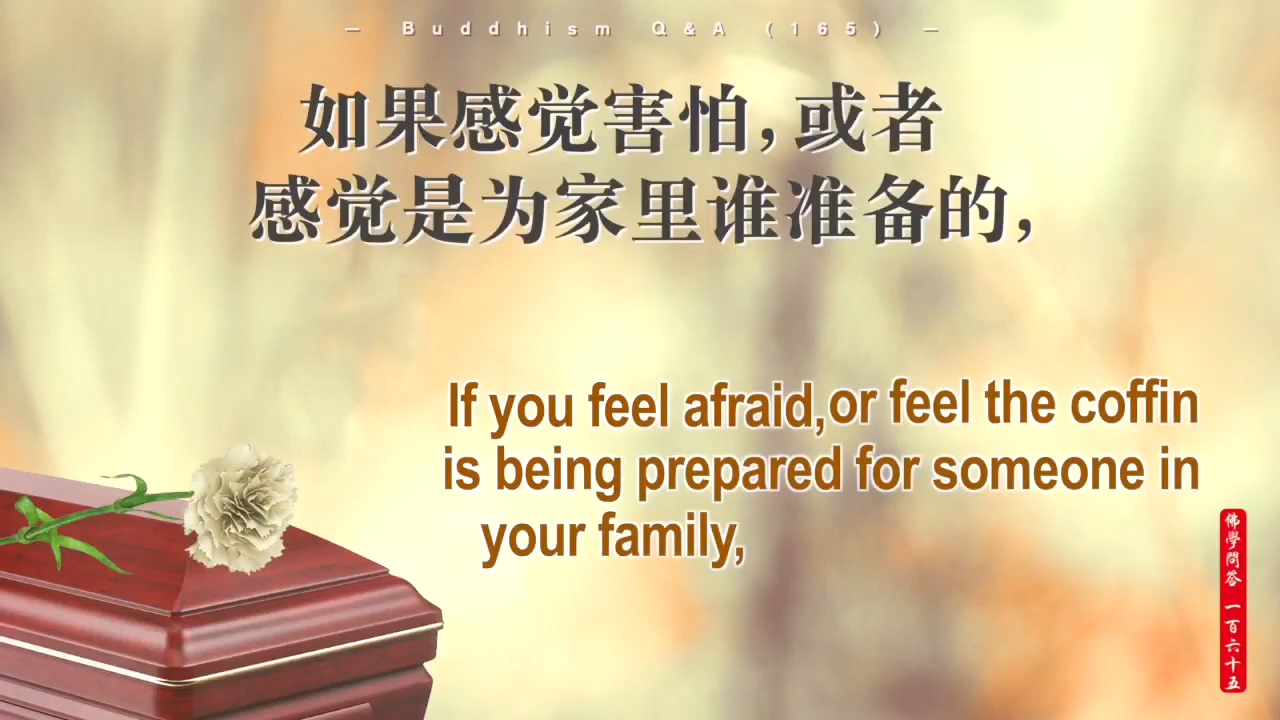 — Buddhism Q&A (165) —
如果感觉害怕，或者
感觉是为家里谁准备的，
If you feel afraid,or feel the coffin
is being prepared for someone in
your family,
佛學問答 一百六十五